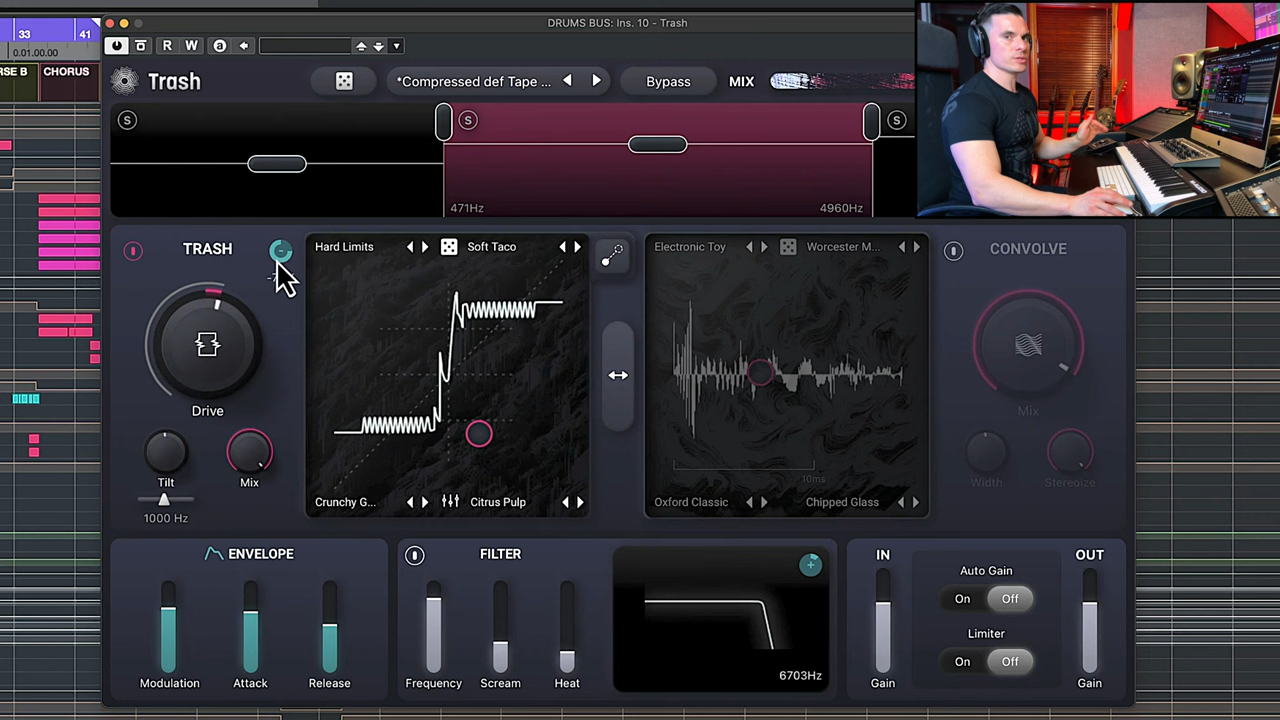 33
41
0.01.00.00
RSE B
CHORUS
DRUMS BUS: Ins. 10 - Trash
R W a
Trash
*Compressed def Tape ...
Bypass
MIX
S
S
S
471Hz
4960Hz
TRASH
Hard Limits
Soft Taco
Electronic Toy
Worcester M...
CONVOLVE
Drive
Mix
Tilt
Mix
Width
Stereoize
1000 Hz
10ms
Crunchy G...
Citrus Pulp
Oxford Classic
Chipped Glass
ENVELOPE
FILTER
IN
OUT
Auto Gain
On
Off
Limiter
On
Off
6703Hz
Modulation
Attack
Release
Frequency
Scream
Heat
Gain
Gain